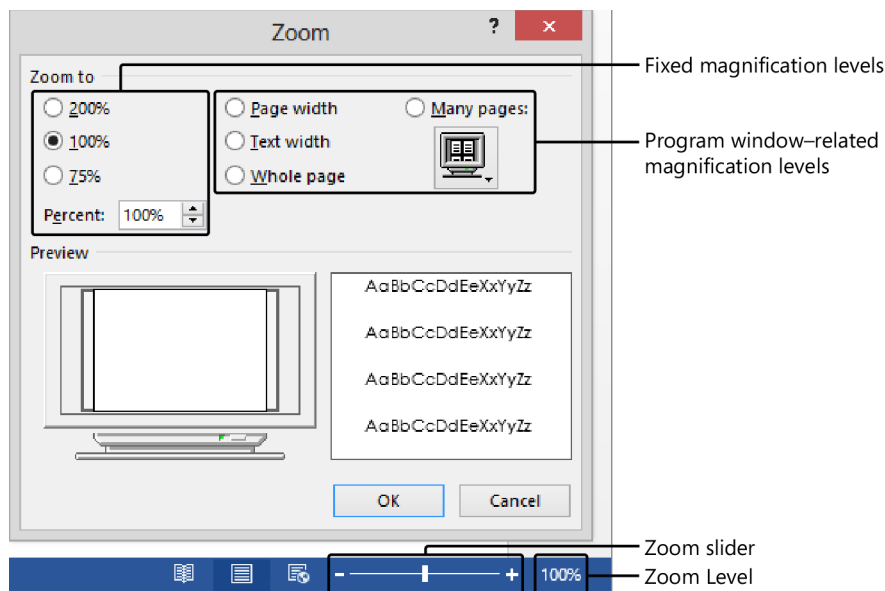 Zoom
?
×
Fixed magnification levels
Zoom to
200%
Page width
Many pages:
100%
Text width
Program window–related
magnification levels
75%
Whole page
Percent: 100%
Preview
AaBbCcDdEeXxYyZz
AaBbCcDdEeXxYyZz
AaBbCcDdEeXxYyZz
AaBbCcDdEeXxYyZz
OK
Cancel
Zoom slider
- + 100%
Zoom Level